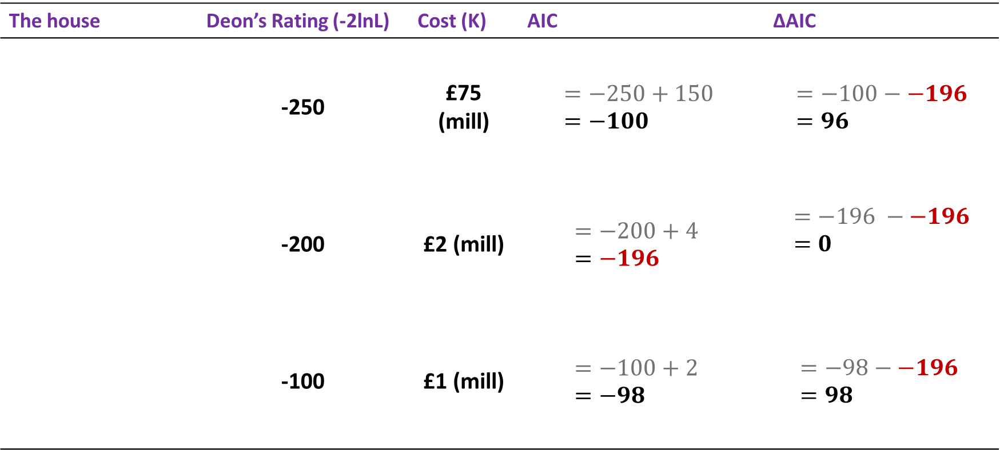 The house Deon’s Rating (-2lnL) Cost (K) AIC ΔAIC
-250 £75 (mill) = −250 + 150 = −100 − −196
= −100 = 96
-200 £2 (mill) = −200 + 4 = −196 − −196
= −196 = 0
-100 £1 (mill) = −100 + 2 = −98 − −196
= −98 = 98